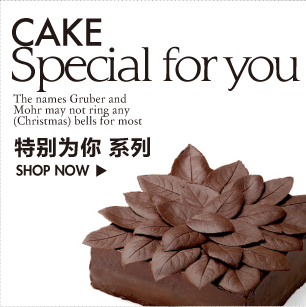 CAKE
Special for you
The names Gruber and
Mohr may not ring any
(Christmas) bells for most
特别为你 系列
SHOP NOW ▶